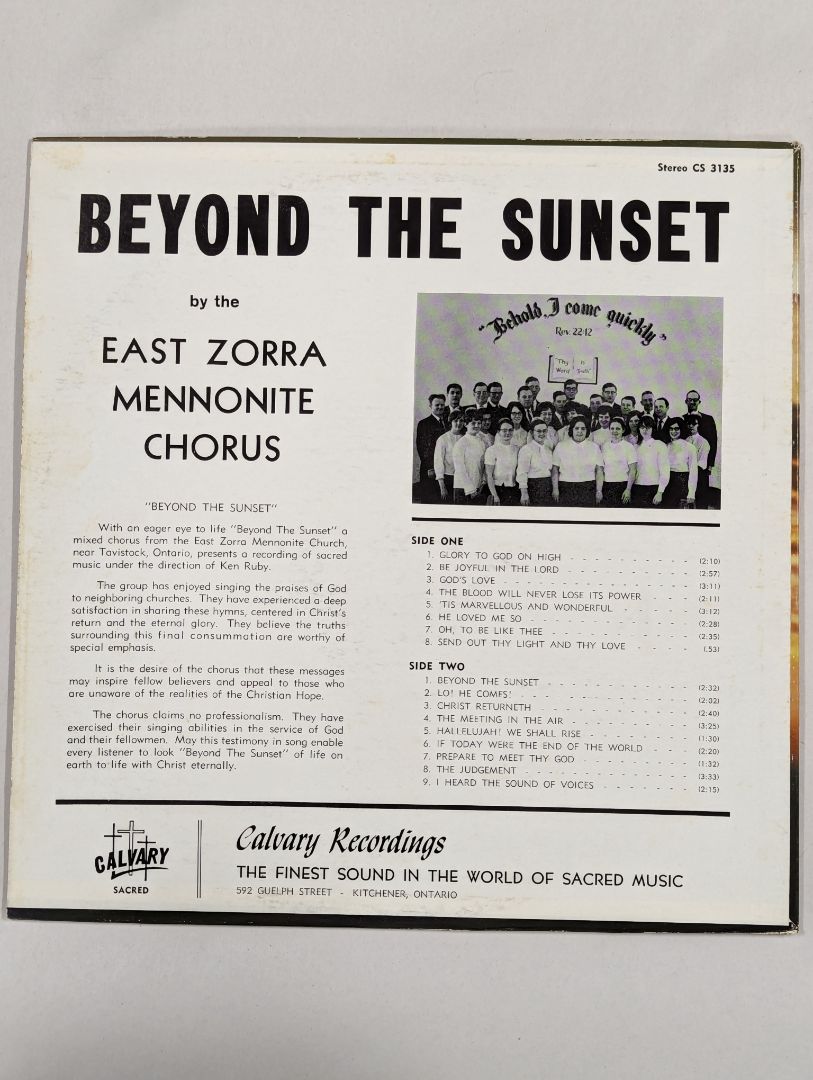 Stereo CS 3135
BEYOND THE SUNSET
by the
EAST ZORRA
MENNONITE
CHORUS
"Behold, I come quickly"
Rev. 22:12
"Thy Word is Truth"
"BEYOND THE SUNSET"
With an eager eye to life "Beyond The Sunset" a
mixed chorus from the East Zorra Mennonite Church,
near Tavistock, Ontario, presents a recording of sacred
music under the direction of Ken Ruby.
The group has enjoyed singing the praises of God
to neighboring churches. They have experienced a deep
satisfaction in sharing these hymns, centered in Christ's
return and the eternal glory. They believe the truths
surrounding this final consummation are worthy of
special emphasis.
It is the desire of the chorus that these messages
may inspire fellow believers and appeal to those who
are unaware of the realities of the Christian Hope.
The chorus claims no professionalism. They have
exercised their singing abilities in the service of God
and their fellowmen. May this testimony in song enable
every listener to look "Beyond The Sunset" of life on
earth to life with Christ eternally.
SIDE ONE
1. GLORY TO GOD ON HIGH - - - - - - - - - - (2:10)
2. BE JOYFUL IN THE LORD - - - - - - - - - - (2:57)
3. GOD'S LOVE - - - - - - - - - - - - - - - (3:11)
4. THE BLOOD WILL NEVER LOSE ITS POWER - - - - (2:11)
5. 'TIS MARVELLOUS AND WONDERFUL - - - - - - (3:12)
6. HE LOVED ME SO - - - - - - - - - - - - - (2:28)
7. OH, TO BE LIKE THEE - - - - - - - - - - - (2:35)
8. SEND OUT THY LIGHT AND THY LOVE - - - - (.53)
SIDE TWO
1. BEYOND THE SUNSET - - - - - - - - - - - - (2:32)
2. LO! HE COMES! - - - - - - - - - - - - - (2:02)
3. CHRIST RETURNETH - - - - - - - - - - - - (2:40)
4. THE MEETING IN THE AIR - - - - - - - - - - (3:25)
5. HALLELUJAH! WE SHALL RISE - - - - - - - - (1:30)
6. IF TODAY WERE THE END OF THE WORLD - - - - (2:20)
7. PREPARE TO MEET THY GOD - - - - - - - - - (1:32)
8. THE JUDGEMENT - - - - - - - - - - - - - (3:33)
9. I HEARD THE SOUND OF VOICES - - - - - - - (2:15)
CALVARY
SACRED
Calvary Recordings
THE FINEST SOUND IN THE WORLD OF SACRED MUSIC
592 GUELPH STREET - KITCHENER, ONTARIO